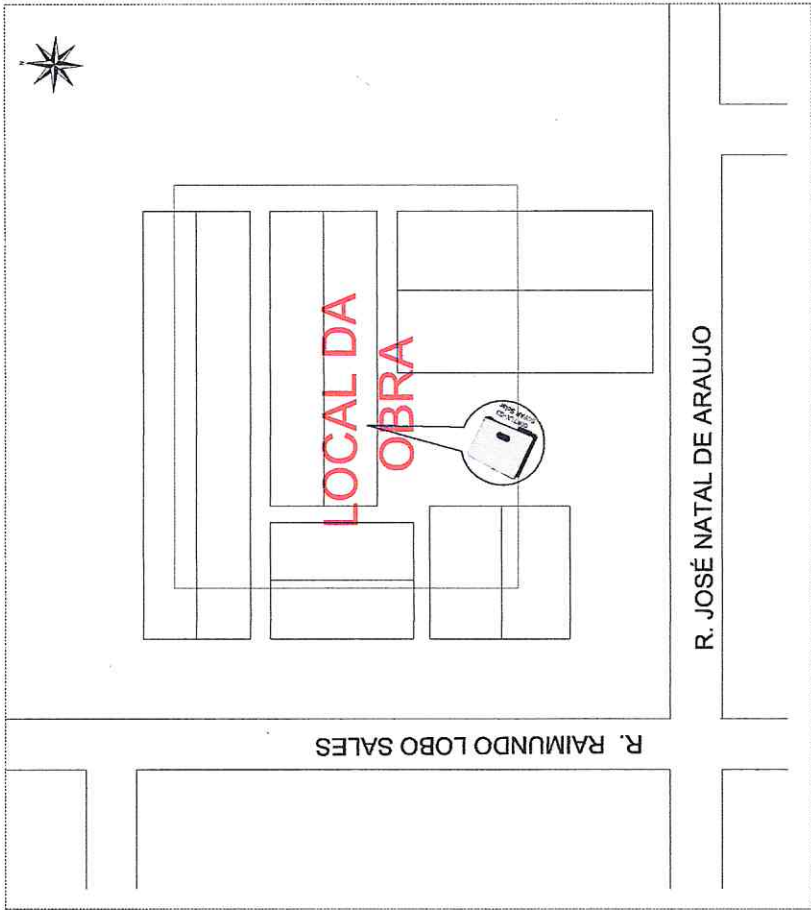 N
LOCAL DA
OBRA
R. JOSÉ NATAL DE ARAUJO
R. RAIMUNDO LOBO SALES